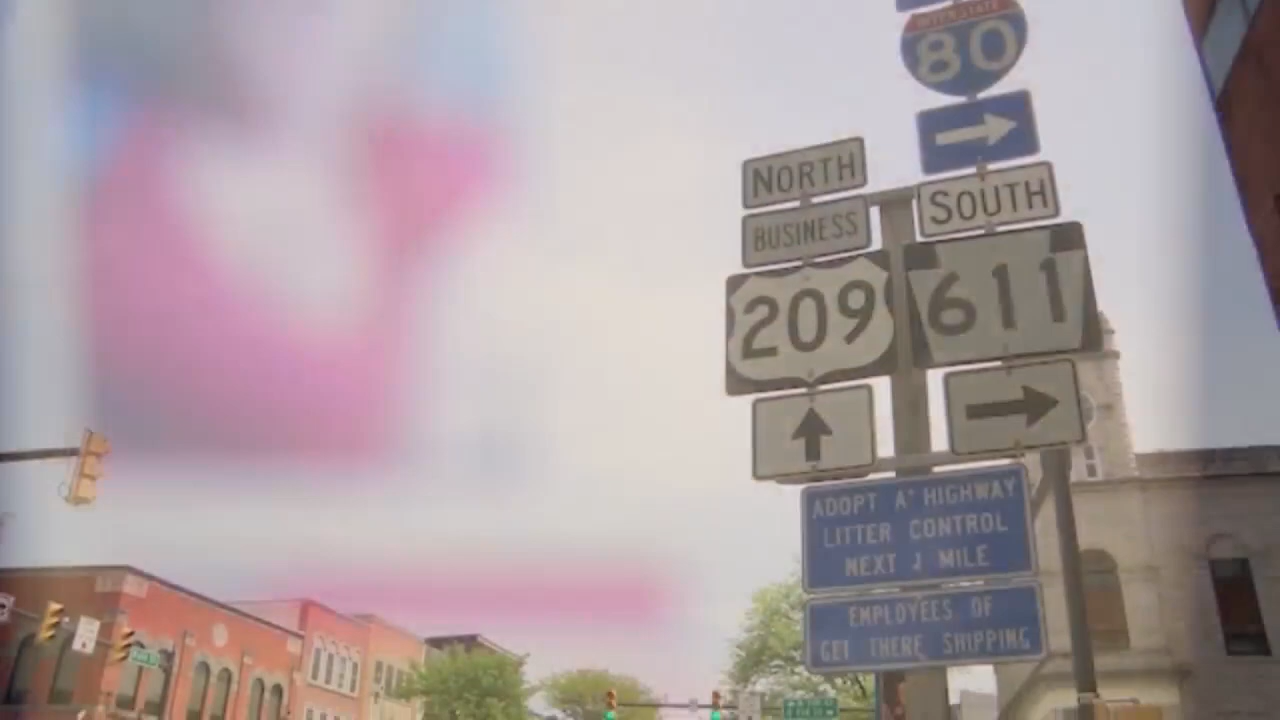 INTERSTATE
80
NORTH
BUSINESS
209
SOUTH
611
ADOPT A HIGHWAY
LITTER CONTROL
NEXT 1 MILE
EMPLOYEES OF
GET THERE SHIPPING